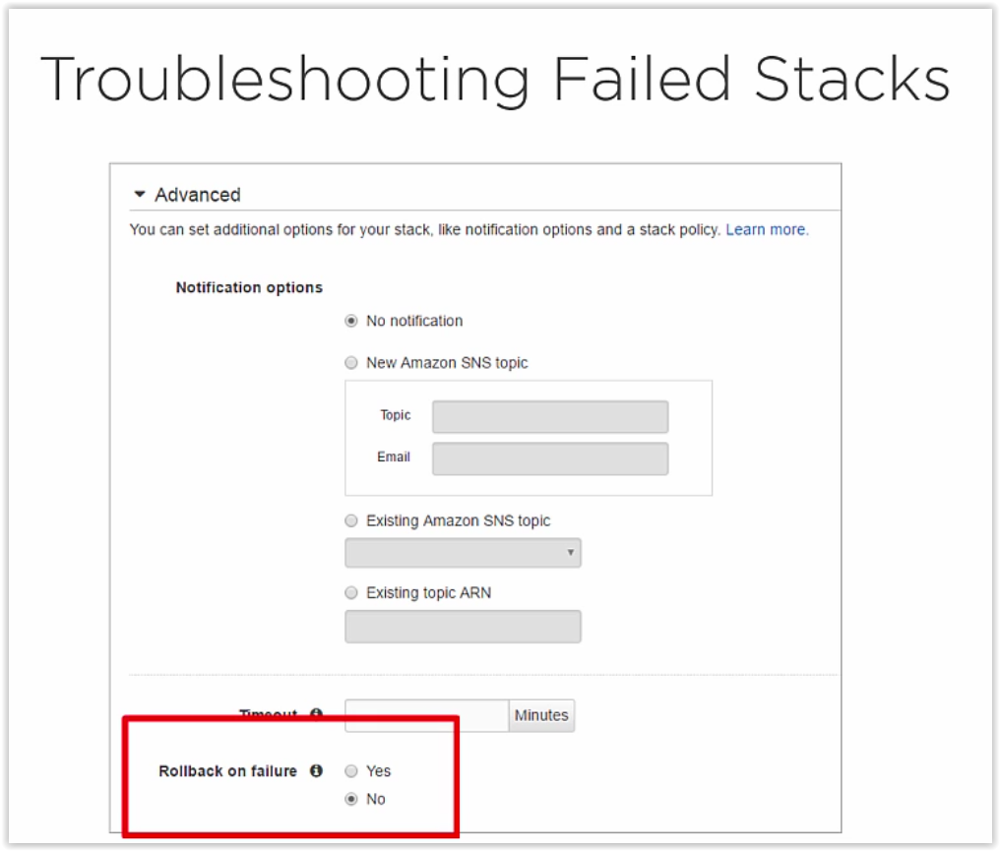 Troubleshooting Failed Stacks
Advanced
You can set additional options for your stack, like notification options and a stack policy. Learn more.
Notification options
No notification
New Amazon SNS topic
Topic
Email
Existing Amazon SNS topic
Existing topic ARN
Timeout
Minutes
Rollback on failure
Yes
No